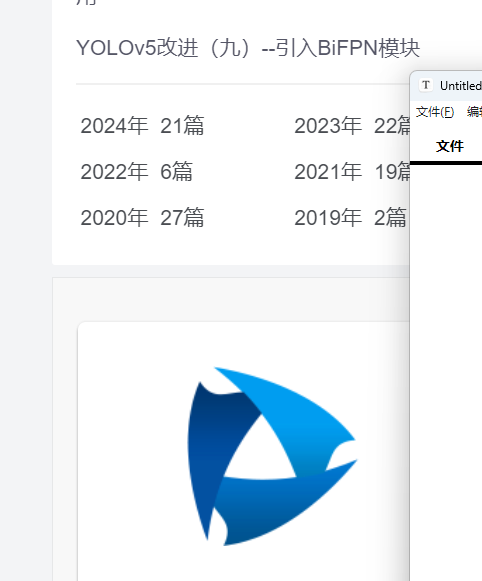 YOLOv5改进（九）--引入BiFPN模块
2024年 21篇 2023年 22篇
2022年 6篇 2021年 19篇
2020年 27篇 2019年 2篇
T Untitled
文件(F) 编辑
文件